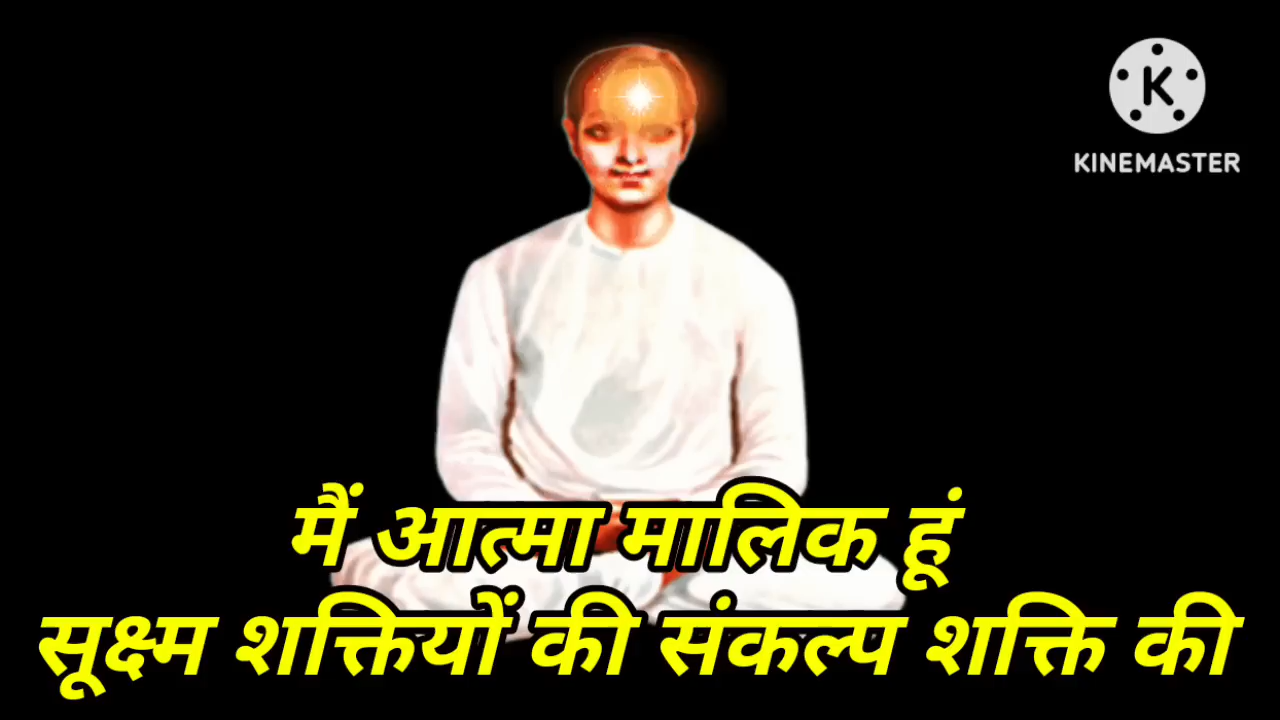 K
KINEMASTER
मैं आत्मा मालिक हूं
सूक्ष्म शक्तियों की संकल्प शक्ति की